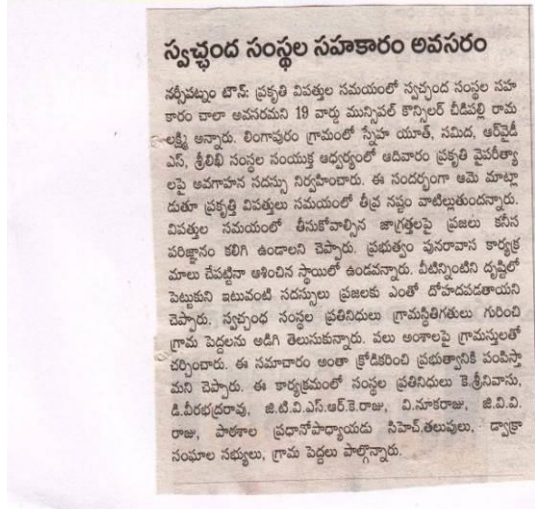 స్వచ్ఛంద సంస్థల సహకారం అవసరం
నర్సీపట్నం టౌన్: ప్రకృతి విపత్తుల సమయంలో స్వచ్ఛంద సంస్థల సహ
కారం చాలా అవసరమని 19 వార్డు మున్సిపల్ కౌన్సిలర్ చీడిపల్లి రామ
లక్ష్మి అన్నారు. లింగాపురం గ్రామంలో స్నేహ యూత్, సమిద, ఆర్‌వైడీ
ఎస్, శ్రీలిఖి సంస్థల సంయుక్త ఆధ్వర్యంలో ఆదివారం ప్రకృతి వైపరీత్యా
లపై అవగాహన సదస్సు నిర్వహించారు. ఈ సందర్భంగా ఆమె మాట్లా
డుతూ ప్రకృత్తి విపత్తులు సమయంలో తీవ్ర నష్టం వాటిల్లుతుందన్నారు.
విపత్తుల సమయంలో తీసుకోవాల్సిన జాగ్రత్తలపై ప్రజలు కనీస
పరిజ్ఞానం కలిగి ఉండాలని చెప్పారు. ప్రభుత్వం పునరావాస కార్యక్ర
మాలు చేపట్టినా ఆశించిన స్థాయిలో ఉండవన్నారు. వీటిన్నింటిని దృష్టిలో
పెట్టుకుని ఇటువంటి సదస్సులు ప్రజలకు ఎంతో దోహదపడతాయని
చెప్పారు. స్వచ్ఛంధ సంస్థల ప్రతినిధులు గ్రామస్థితిగతులు గురించి
గ్రామ పెద్దలను అడిగి తెలుసుకున్నారు. పలు అంశాలపై గ్రామస్తులతో
చర్చించారు. ఈ సమాచారం అంతా క్రోడికరించి ప్రభుత్వానికి పంపిస్తా
మని చెప్పారు. ఈ కార్యక్రమంలో సంస్థల ప్రతినిధులు కె.శ్రీనివాసు,
డి.వీరభద్రరావు, జి.టి.వి.ఎస్.ఆర్.కె.రాజు, వి.నూకరాజు, జి.వి.వి.
రాజు, పాఠశాల ప్రధానోపాధ్యాయడు సిహెచ్.తలుపులు, ద్వాక్రా
సంఘాల సభ్యులు, గ్రామ పెద్దలు పాల్గొన్నారు.